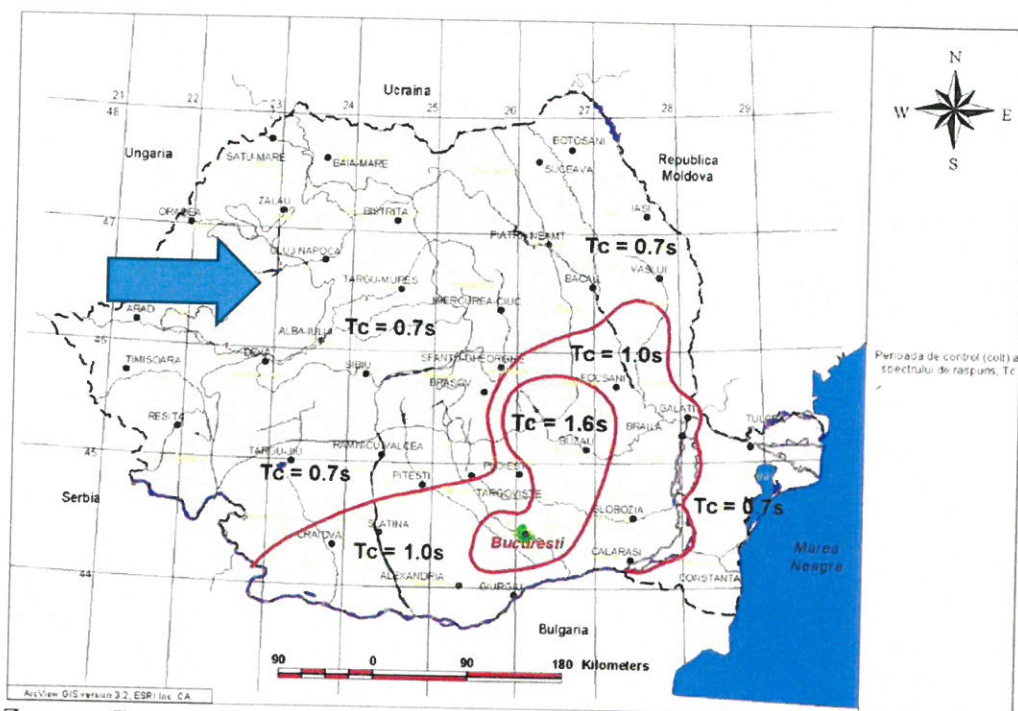 N
W E
S
21 22 23 24 25 26 27 28 29
48
47
46
45
44
Ucraina
Ungaria
Republica
Moldova
Serbia
Bulgaria
Marea
Neagra
SATU-MARE
BAIA-MARE
BOTOSANI
SUCEAVA
ORADEA
ZALAU
BISTRITA
IASI
CLUJ NAPOCA
PIATRA-NEAMT
Tc = 0.7s
TARGU-MURES
BACAU
VASLUI
ARAD
MIERCUREA-CIUC
ALBA-IULIA
Tc = 0.7s
TIMISOARA
DEVA
SIBIU
SFANTU-GHEORGHE
BRASOV
Tc = 1.0s
FOCSANI
Perioada de control (colt) a
spectrului de raspuns, Tc
RESITA
Tc = 1.6s
GALATI
BRAILA
TULCEA
RAMNICU VALCEA
BUZAU
TARGU-JIU
Tc = 0.7s
PITESTI
PLOIESTI
TARGOVISTE
Tc = 0.7s
SLOBOZIA
CRAIOVA
SLATINA
Bucuresti
Tc = 1.0s
CALARASI
ALEXANDRIA
GIURGIU
CONSTANTA
90 0 90 180 Kilometers
ArcView GIS version 3.2, ESRI Inc. CA